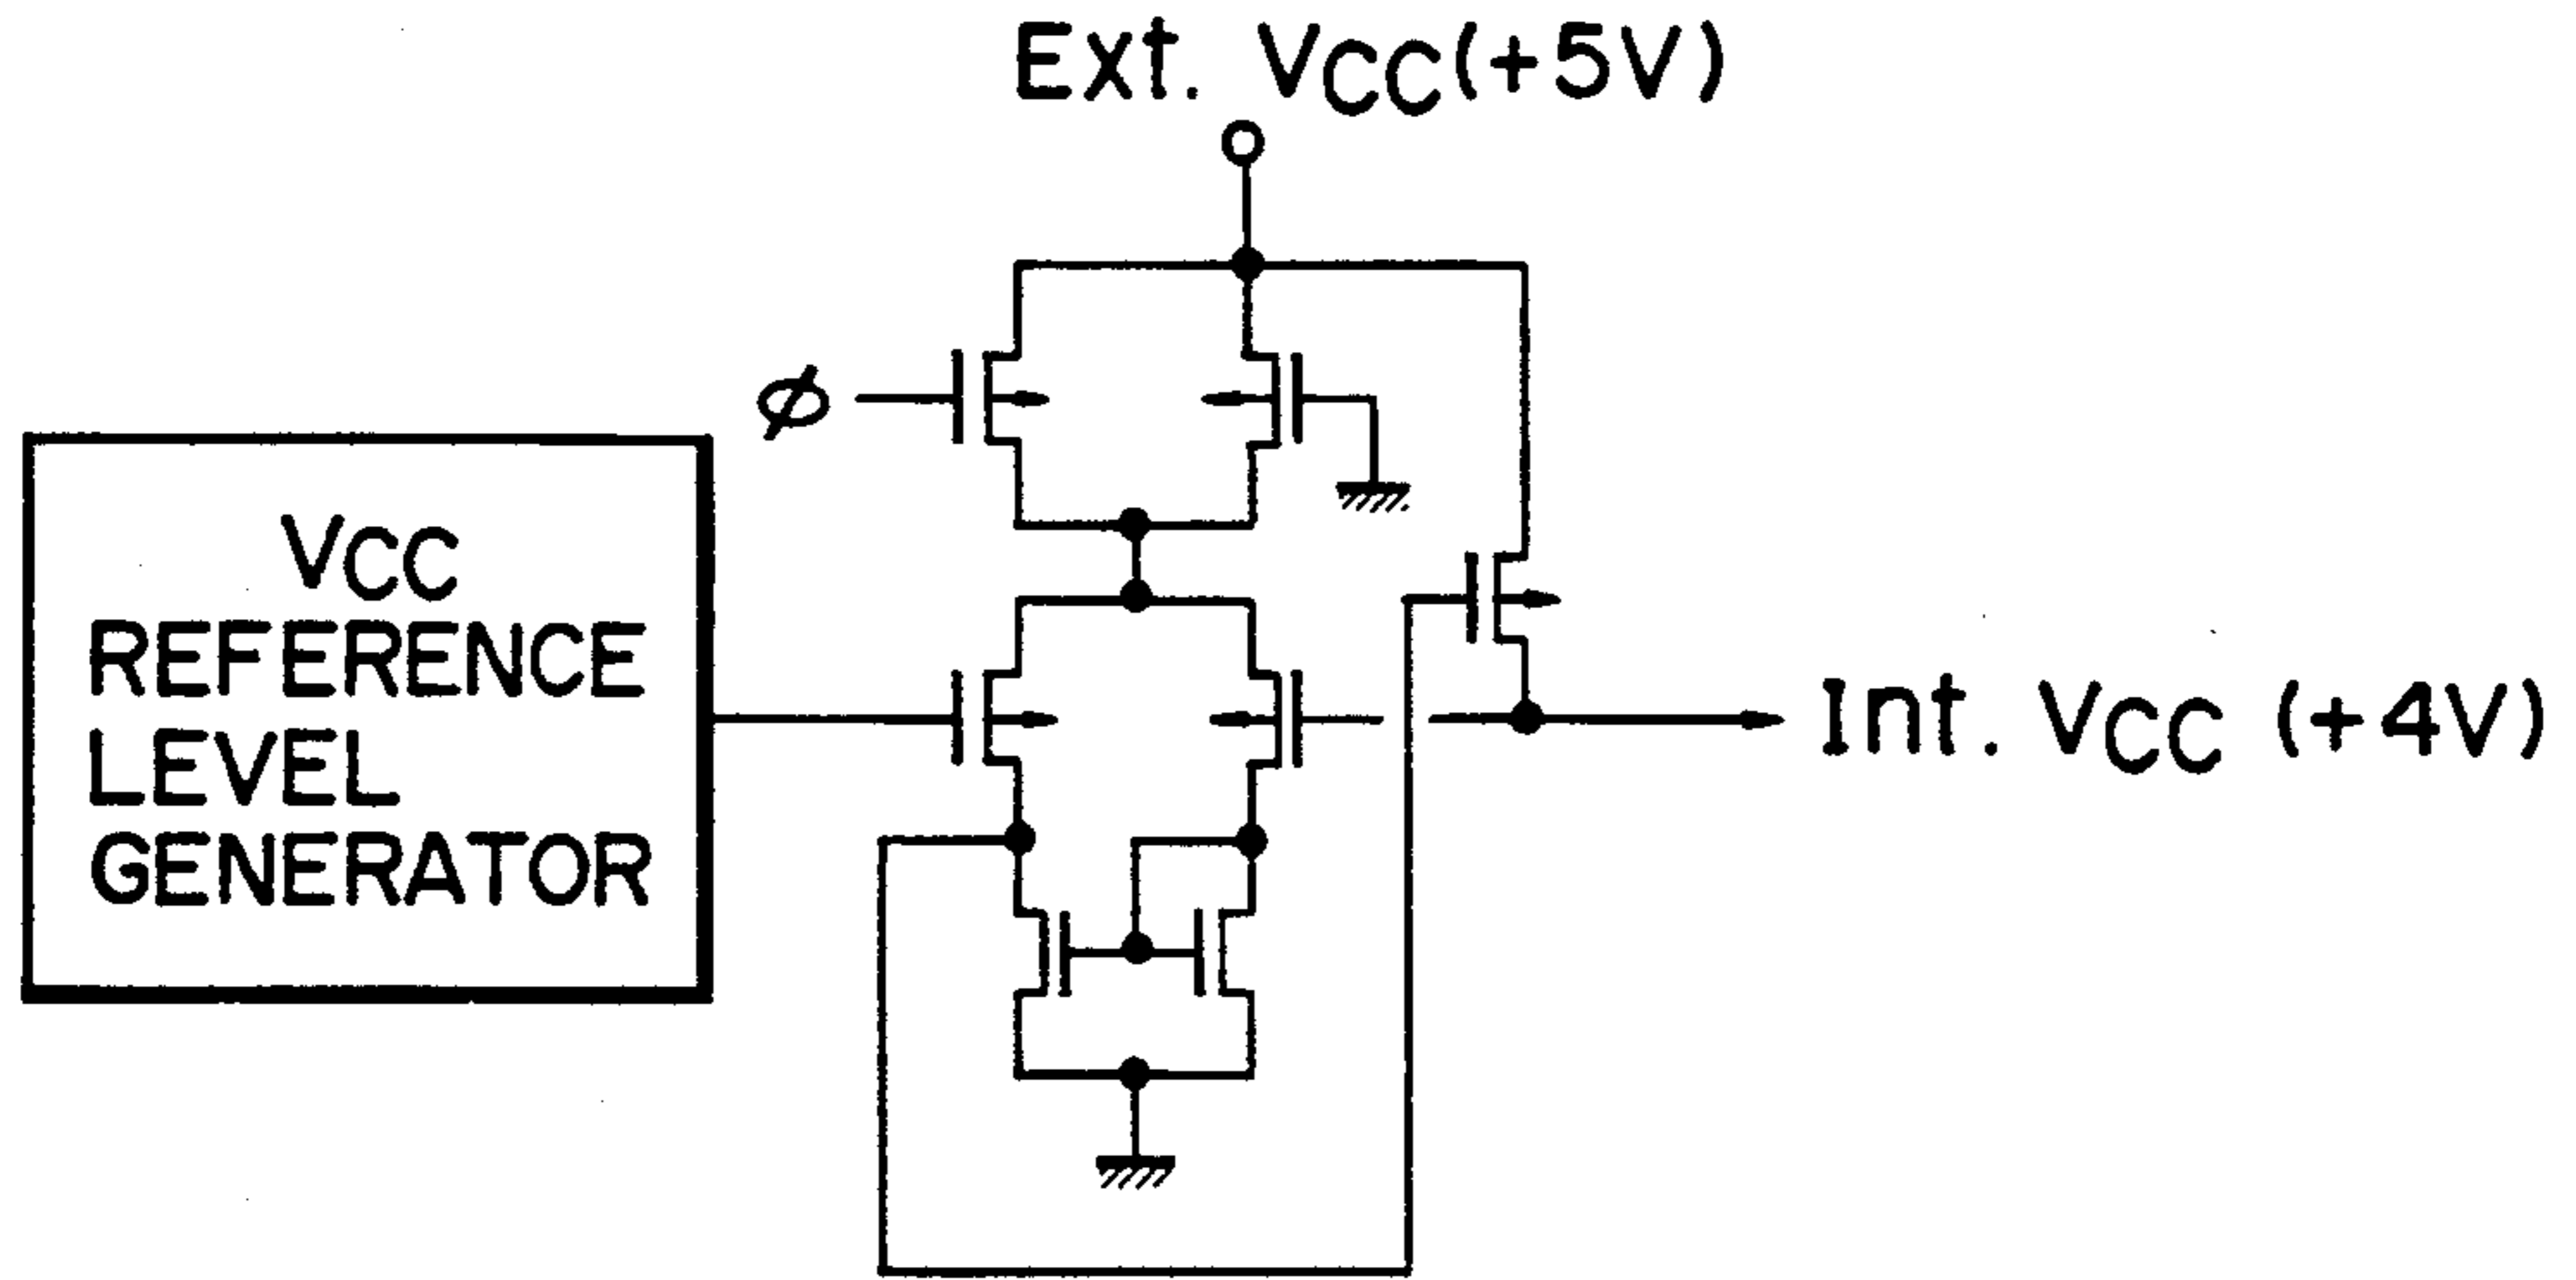 Ext. VCC(+5V)
ϕ
VCC
REFERENCE
LEVEL
GENERATOR
Int. VCC (+4V)